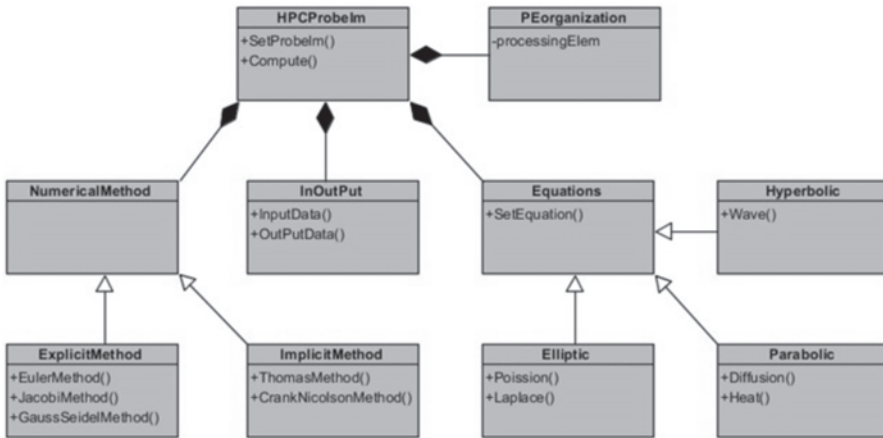 HPCProbelm
+SetProbelm()
+Compute()
PEorganization
-processingElem
NumericalMethod
InOutPut
+InputData()
+OutPutData()
Equations
+SetEquation()
Hyperbolic
+Wave()
ExplicitMethod
+EulerMethod()
+JacobiMethod()
+GaussSeidelMethod()
ImplicitMethod
+ThomasMethod()
+CrankNicolsonMethod()
Elliptic
+Poission()
+Laplace()
Parabolic
+Diffusion()
+Heat()